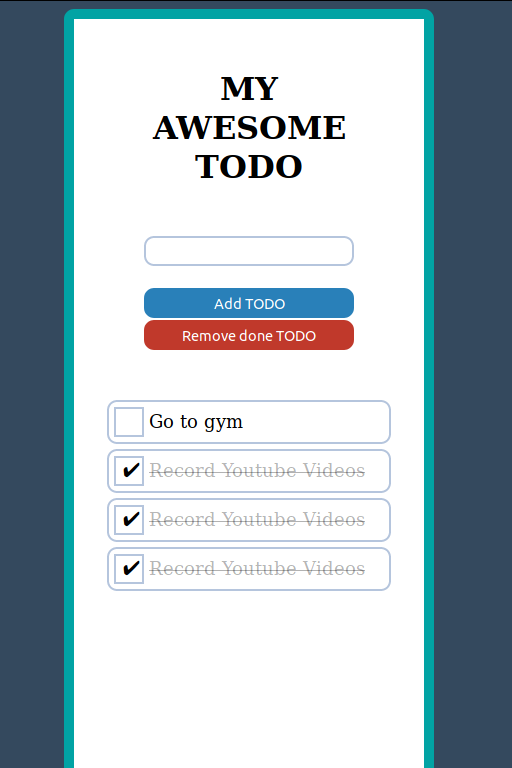 MY
AWESOME
TODO
Add TODO
Remove done TODO
Go to gym
✔ Record Youtube Videos
✔ Record Youtube Videos
✔ Record Youtube Videos